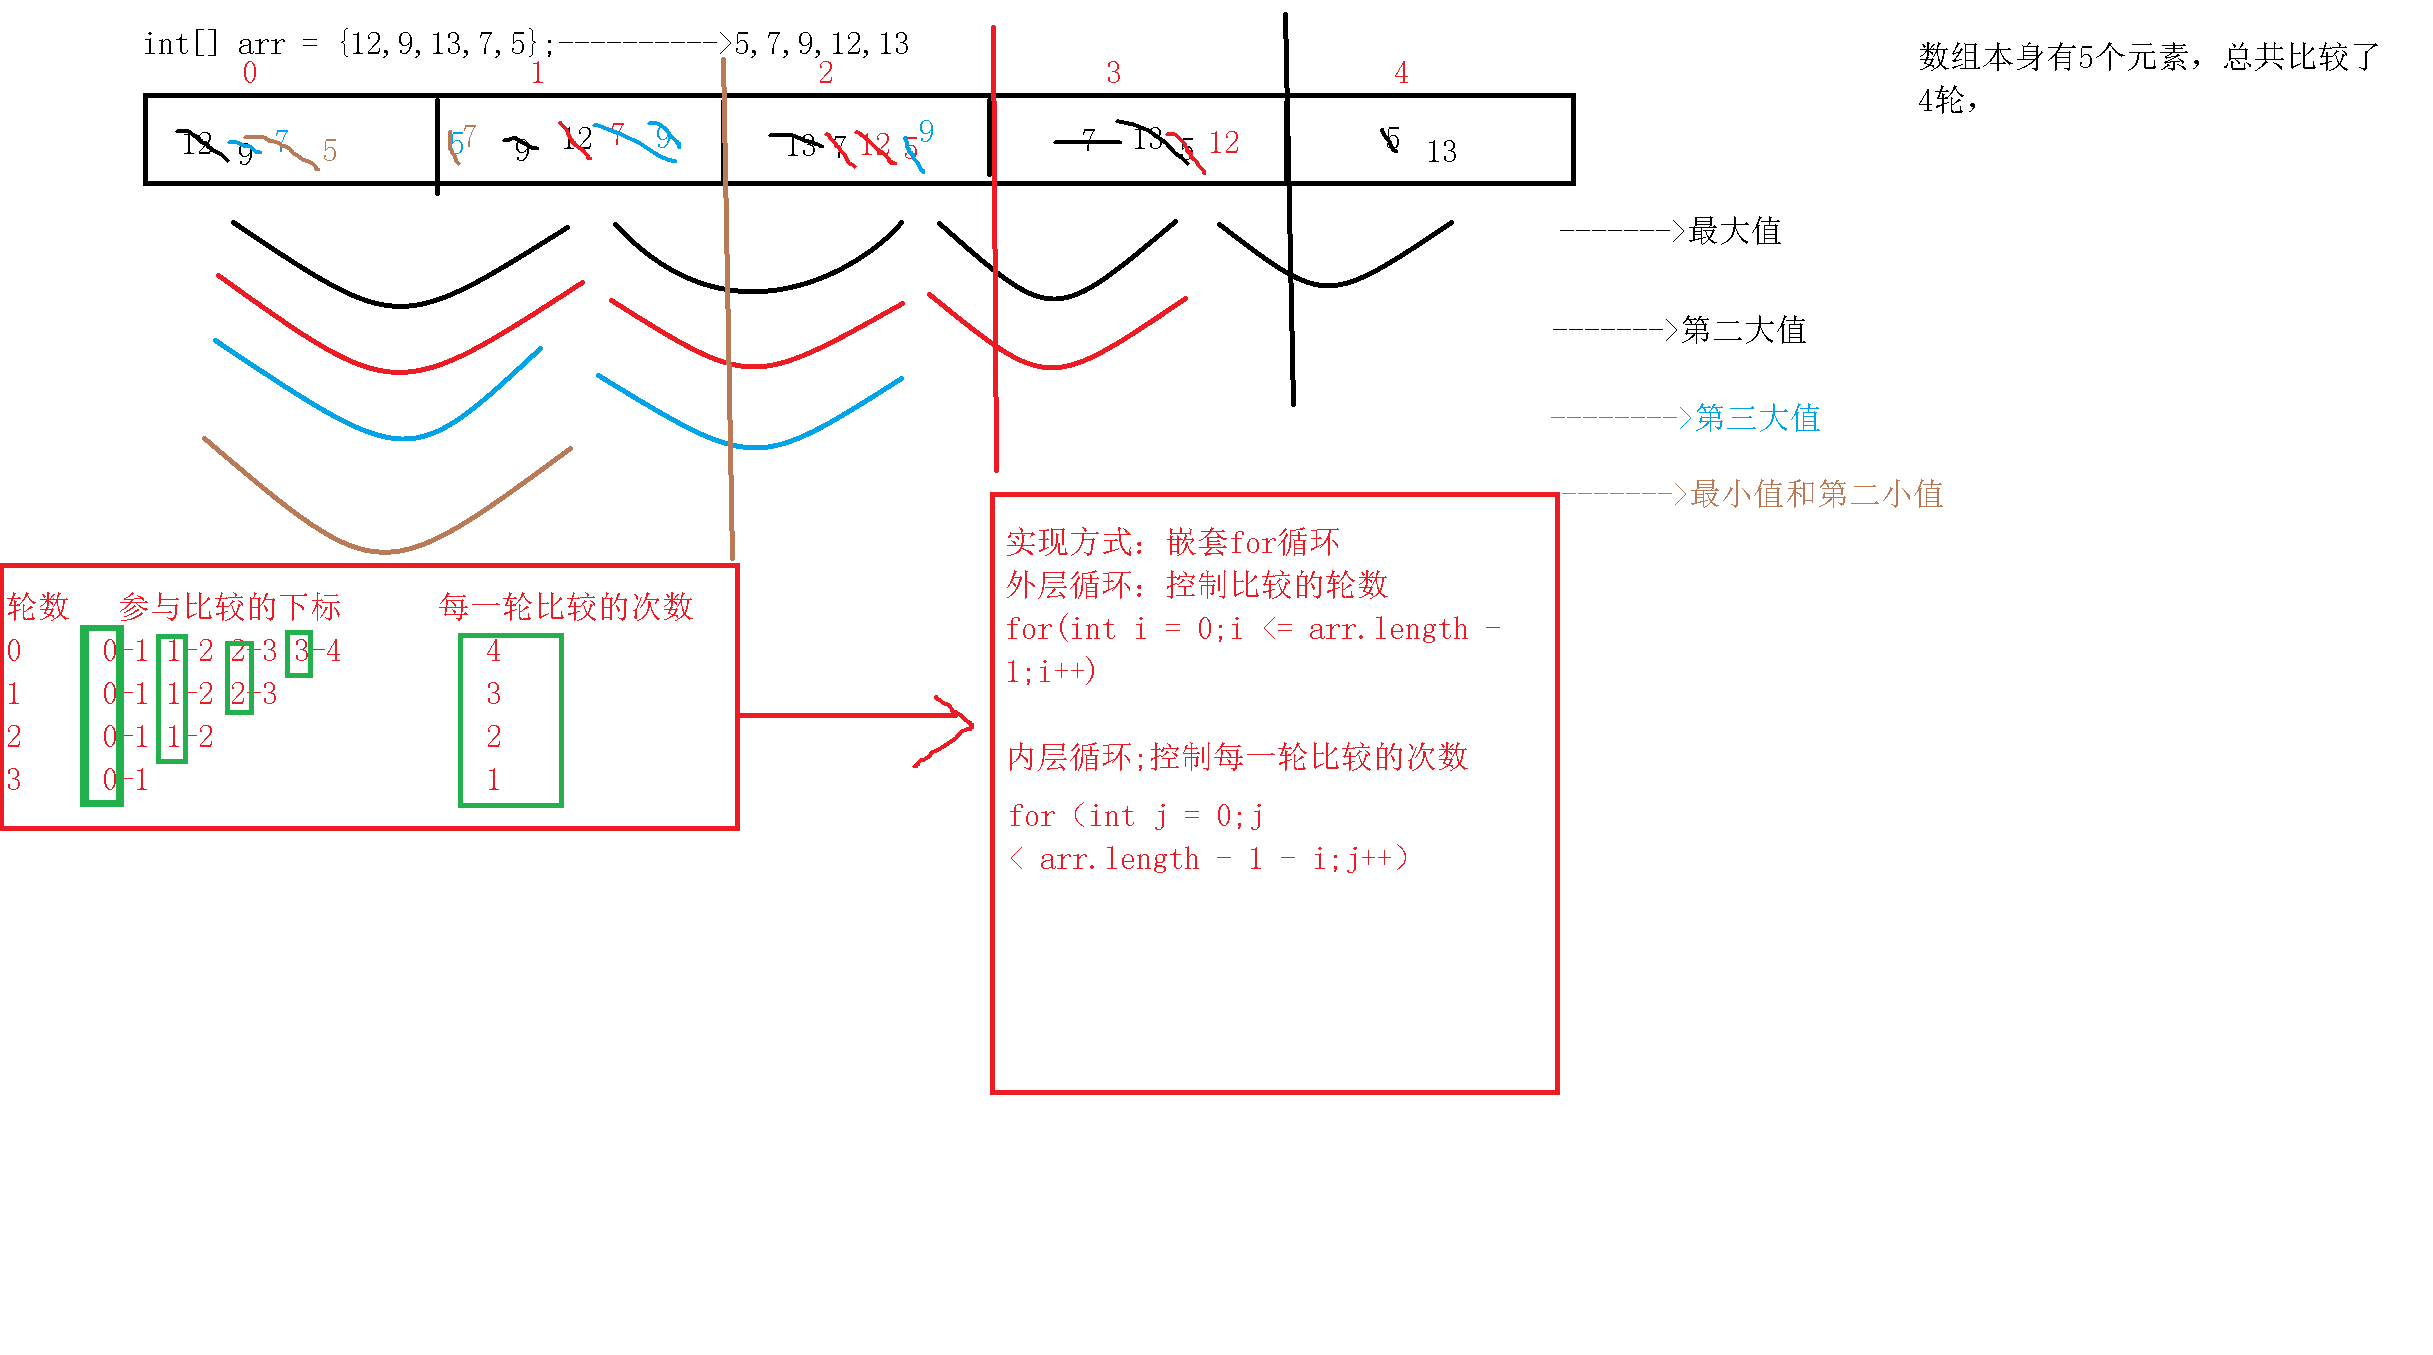 int[] arr = {12,9,13,7,5};---------->5,7,9,12,13
数组本身有5个元素，总共比较了
4轮，
0 1 2 3 4
12 9 7 5 5 7 9 12 7 9 13 7 12 5 9 7 13 5 12 5 13
------->最大值
------->第二大值
-------->第三大值
------->最小值和第二小值
轮数 参与比较的下标 每一轮比较的次数
0 0-1 1-2 2-3 3-4 4
1 0-1 1-2 2-3 3
2 0-1 1-2 2
3 0-1 1
实现方式：嵌套for循环
外层循环：控制比较的轮数
for(int i = 0;i <= arr.length -
1;i++)
内层循环;控制每一轮比较的次数
for（int j = 0;j
< arr.length - 1 - i;j++）